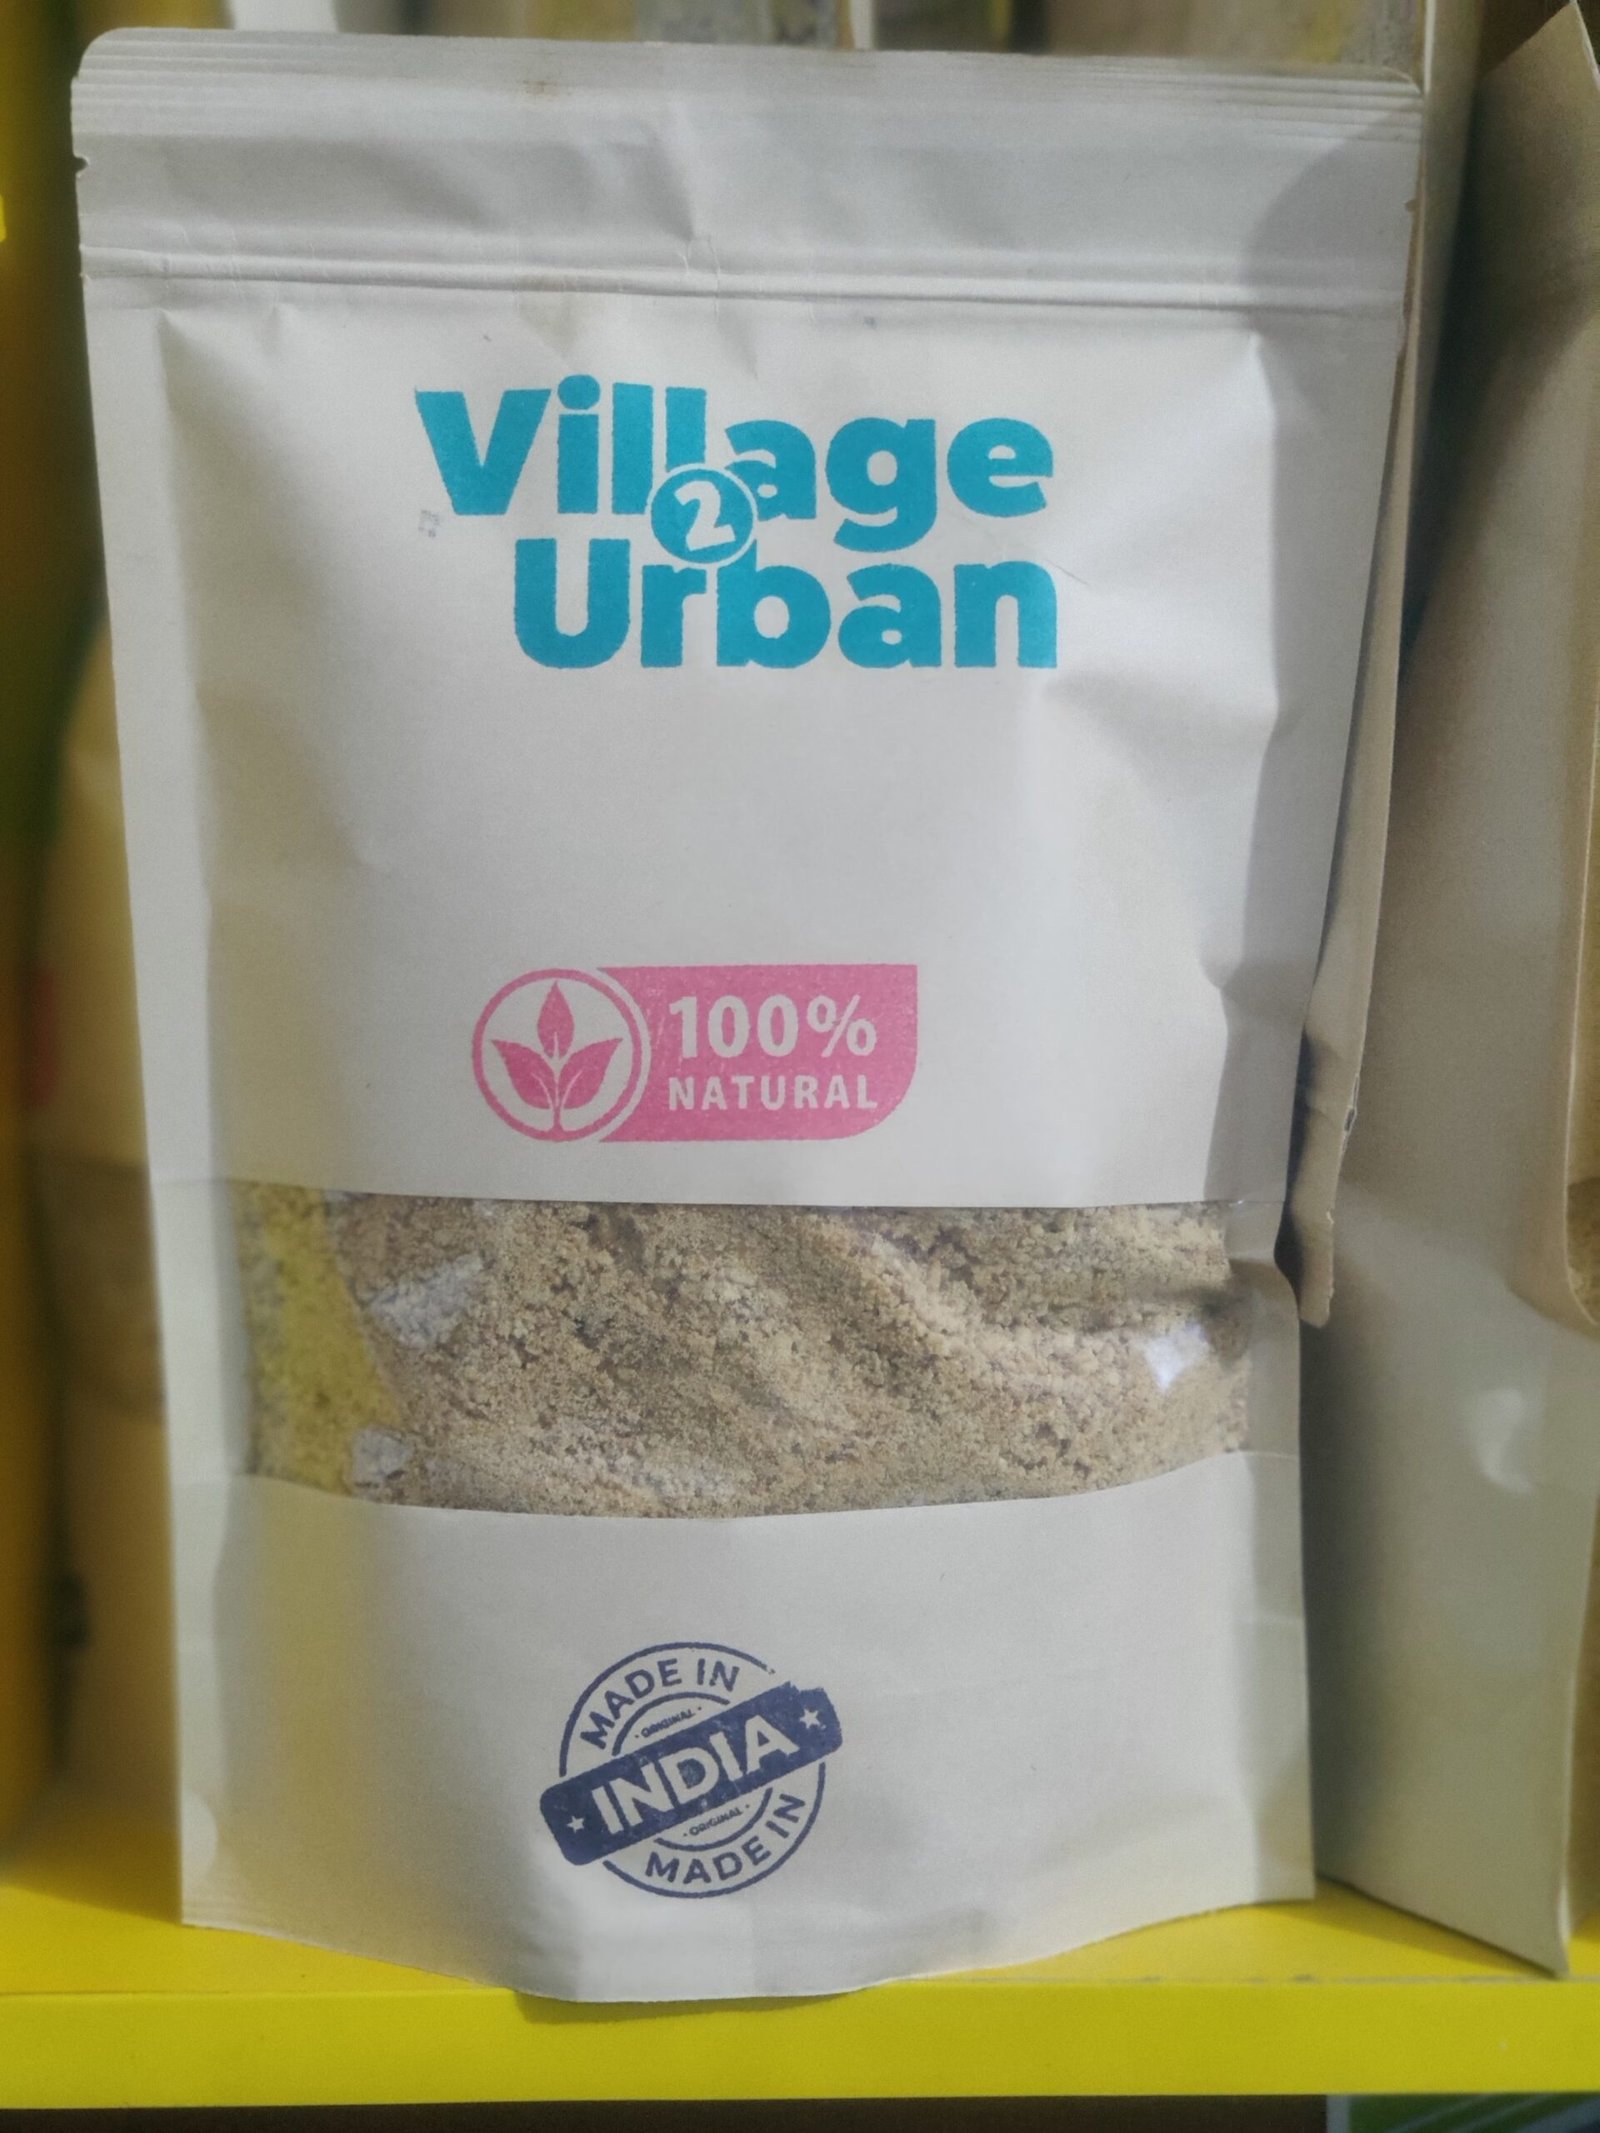 Village
2
Urban
100%
NATURAL
MADE IN
ORIGINAL
INDIA
ORIGINAL
MADE IN